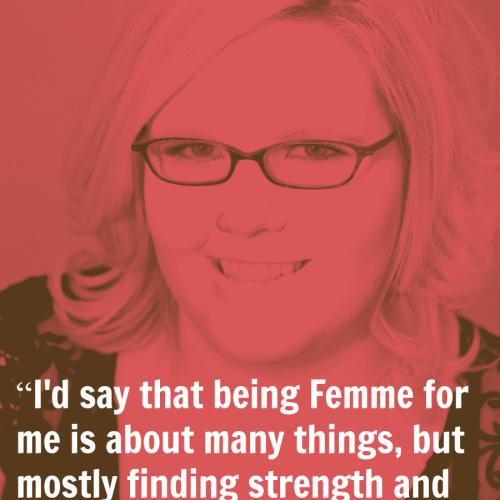 “I'd say that being Femme for
me is about many things, but
mostly finding strength and